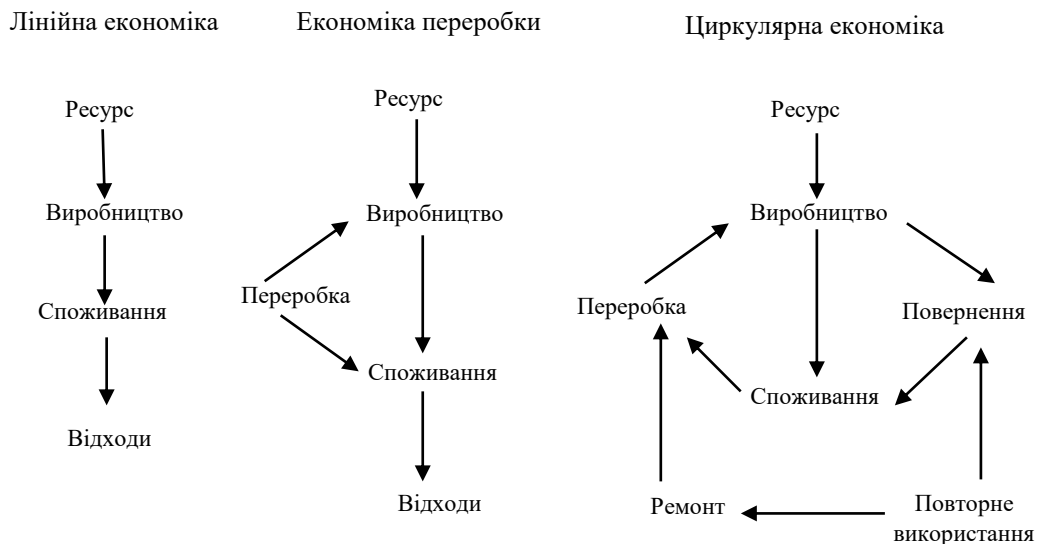 Лінійна економіка
Економіка переробки
Циркулярна економіка
Ресурс
Виробництво
Споживання
Відходи
Ресурс
Виробництво
Переробка
Споживання
Відходи
Ресурс
Виробництво
Переробка
Повернення
Споживання
Ремонт
Повторне
використання